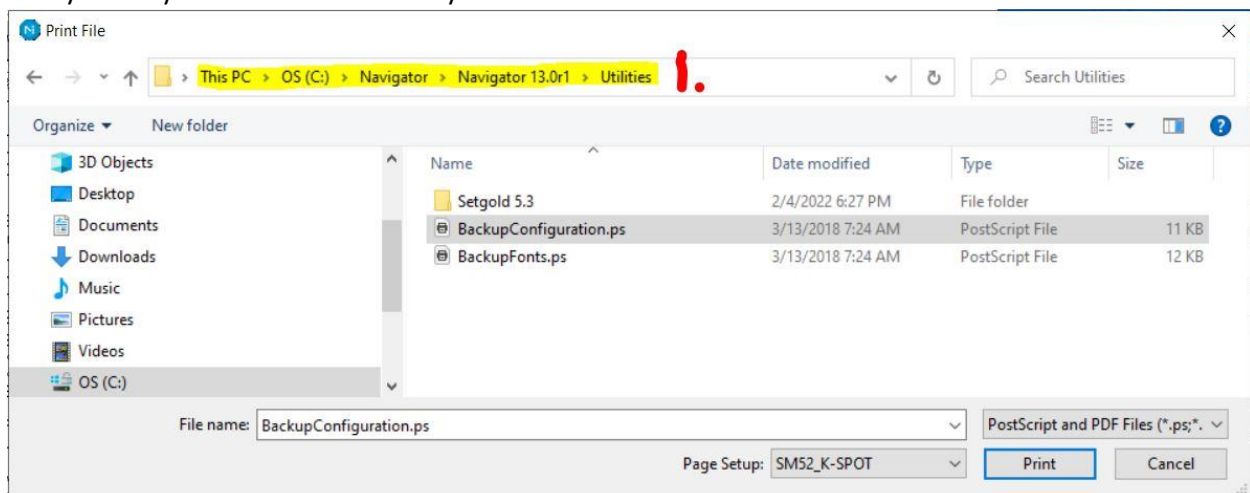 Print File
This PC > OS (C:) > Navigator > Navigator 13.0r1 > Utilities
1.
Search Utilities
Organize
New folder
3D Objects
Desktop
Documents
Downloads
Music
Pictures
Videos
OS (C:)
Name Date modified Type Size
Setgold 5.3 2/4/2022 6:27 PM File folder
BackupConfiguration.ps 3/13/2018 7:24 AM PostScript File 11 KB
BackupFonts.ps 3/13/2018 7:24 AM PostScript File 12 KB
File name: BackupConfiguration.ps PostScript and PDF Files (*.ps;*.
Page Setup: SM52_K-SPOT Print Cancel